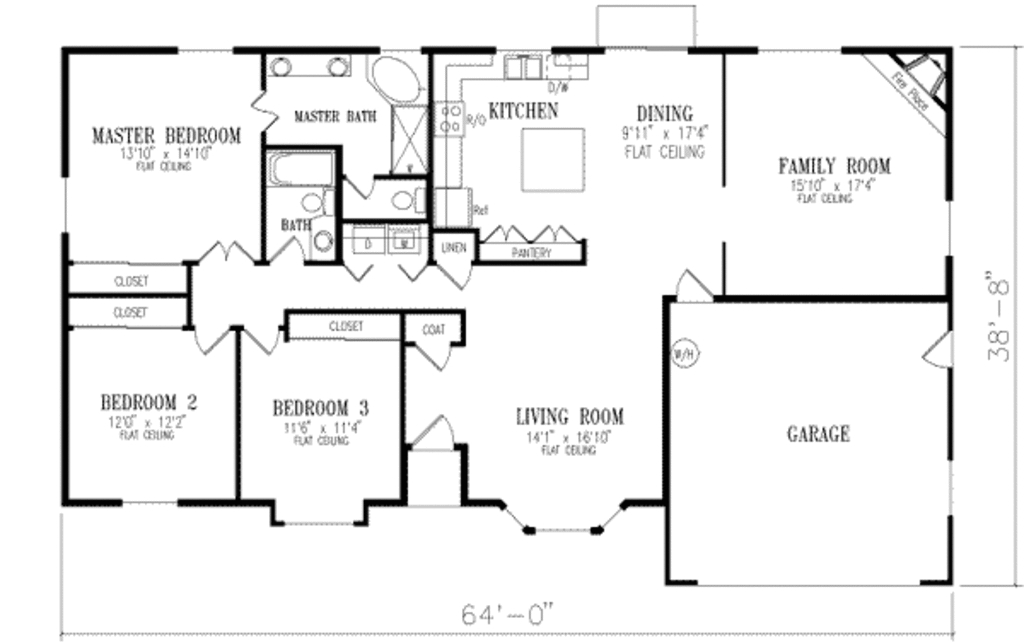 MASTER BEDROOM
13'10" x 14'10"
FLAT CEILING
MASTER BATH
KITCHEN
D/W
R/O
Ref
DINING
9'11" x 17'4"
FLAT CEILING
Fire Place
FAMILY ROOM
15'10" x 17'4"
FLAT CEILING
BATH
D
W
LINEN
PANTERY
CLOSET
CLOSET
CLOSET
COAT
W/H
38'-8"
BEDROOM 2
12'0" x 12'2"
FLAT CEILING
BEDROOM 3
11'6" x 11'4"
FLAT CEILING
LIVING ROOM
14'1" x 16'10"
FLAT CEILING
GARAGE
64'-0"